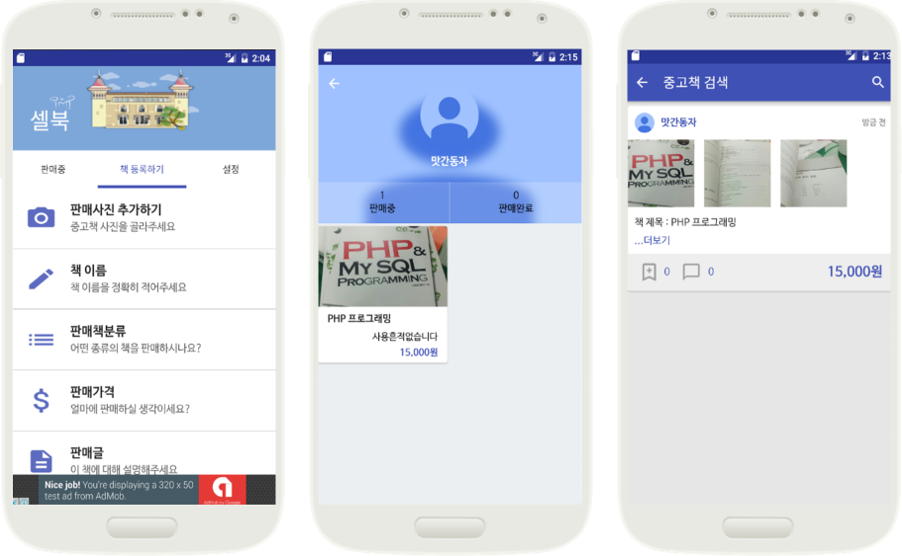 2:04
셀북
판매중
책 등록하기
설정
판매사진 추가하기
중고책 사진을 골라주세요
책 이름
책 이름을 정확히 적어주세요
판매책분류
어떤 종류의 책을 판매하시나요?
판매가격
얼마에 판매하실 생각이세요?
판매글
이 책에 대해 설명해주세요
Nice job! You're displaying a 320 x 50
test ad from AdMob.
2:15
맛간동자
1
판매중
0
판매완료
PHP &
MY SQL
PROGRAMMING
PHP 프로그래밍
사용흔적없습니다
15,000원
2:13
중고책 검색
맛간동자
방금 전
PHP &
MY SQL
PROGRAMMING
책 제목 : PHP 프로그래밍
...더보기
0
0
15,000원